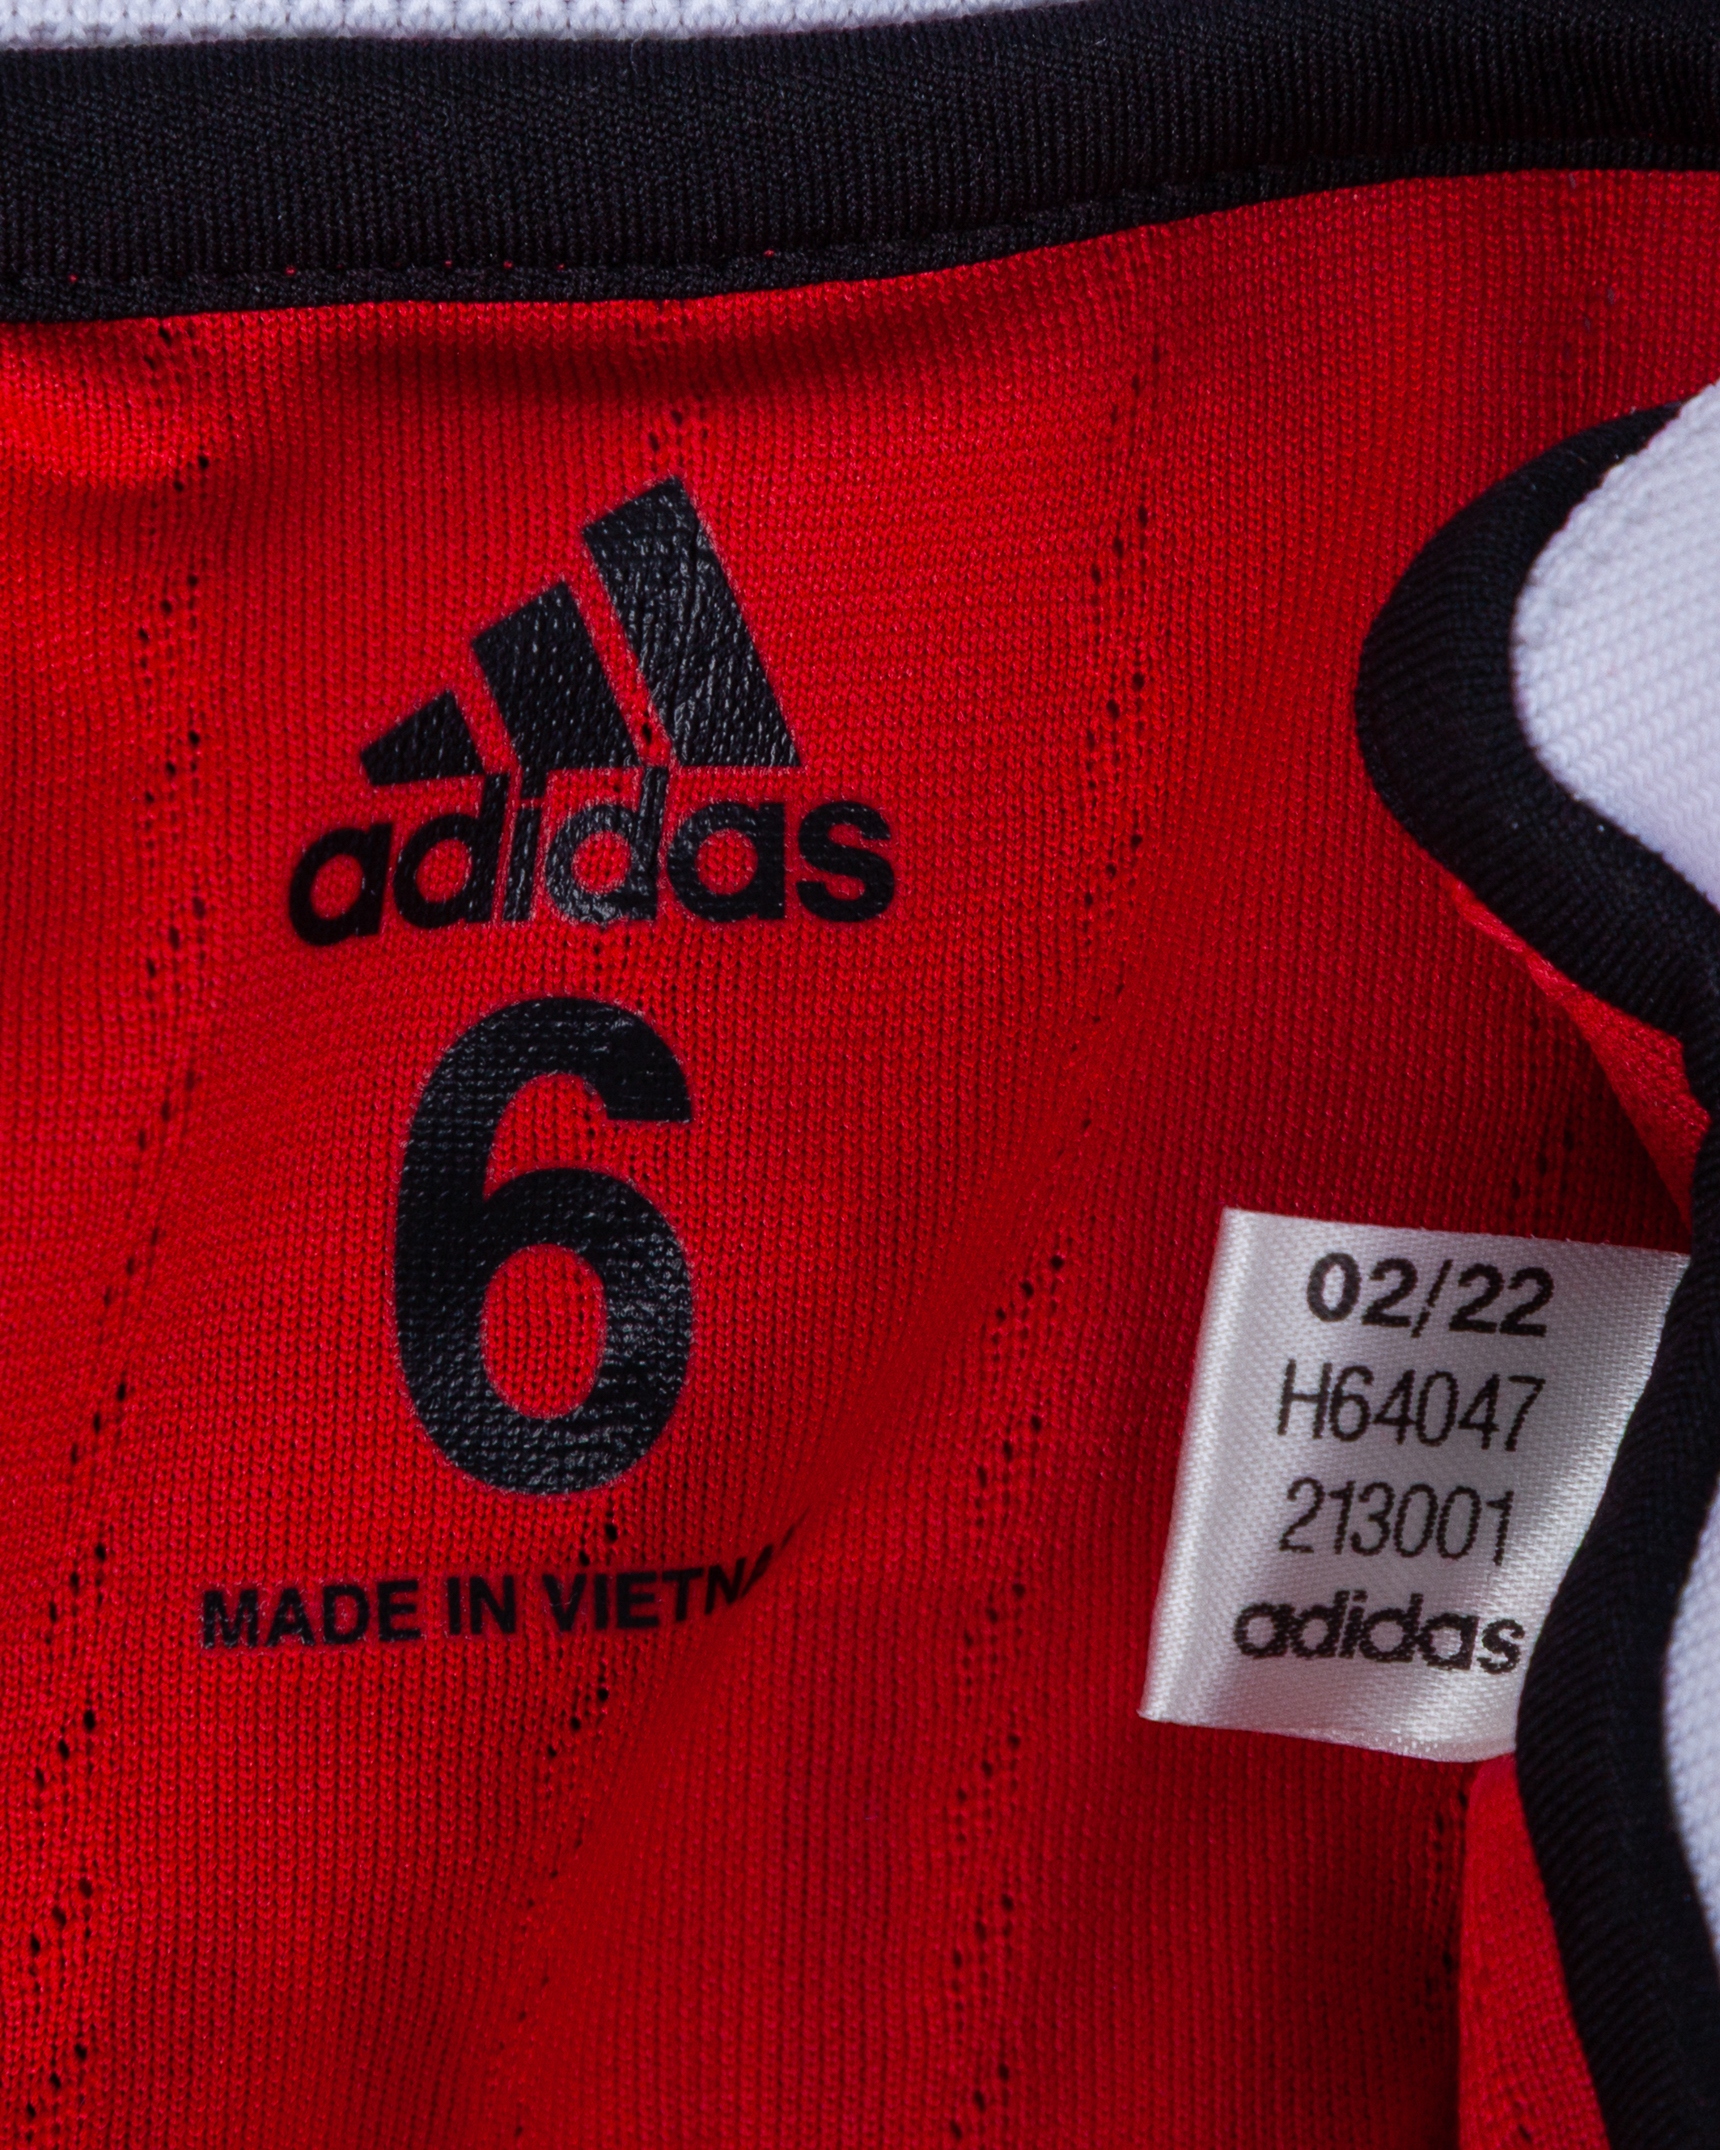 adidas
6
MADE IN VIETNA
02/22
H64047
213001
adidas